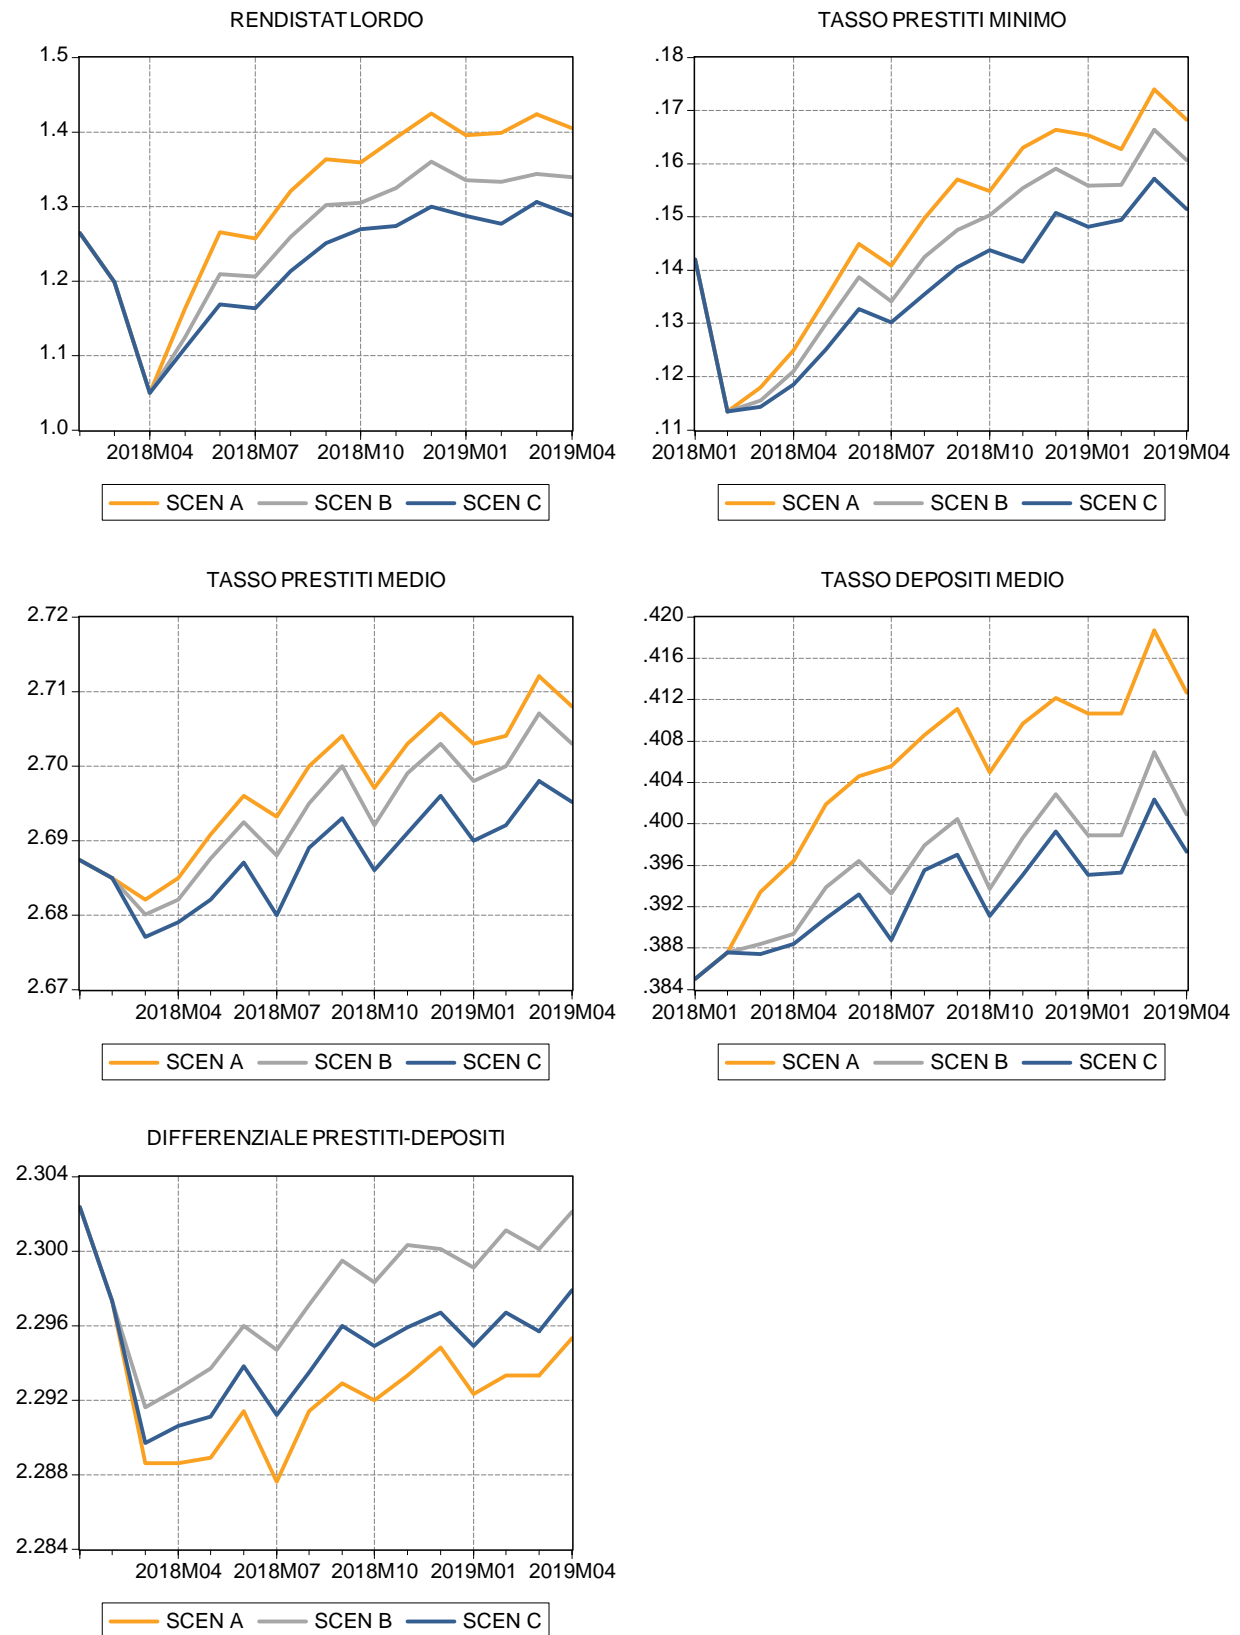 RENDISTAT LORDO
1.5
1.4
1.3
1.2
1.1
1.0
2018M04 2018M07 2018M10 2019M01 2019M04
SCEN A SCEN B SCEN C
TASSO PRESTITI MINIMO
.18
.17
.16
.15
.14
.13
.12
.11
2018M01 2018M04 2018M07 2018M10 2019M01 2019M04
SCEN A SCEN B SCEN C
TASSO PRESTITI MEDIO
2.72
2.71
2.70
2.69
2.68
2.67
2018M04 2018M07 2018M10 2019M01 2019M04
SCEN A SCEN B SCEN C
TASSO DEPOSITI MEDIO
.420
.416
.412
.408
.404
.400
.396
.392
.388
.384
2018M01 2018M04 2018M07 2018M10 2019M01 2019M04
SCEN A SCEN B SCEN C
DIFFERENZIALE PRESTITI-DEPOSITI
2.304
2.300
2.296
2.292
2.288
2.284
2018M04 2018M07 2018M10 2019M01 2019M04
SCEN A SCEN B SCEN C